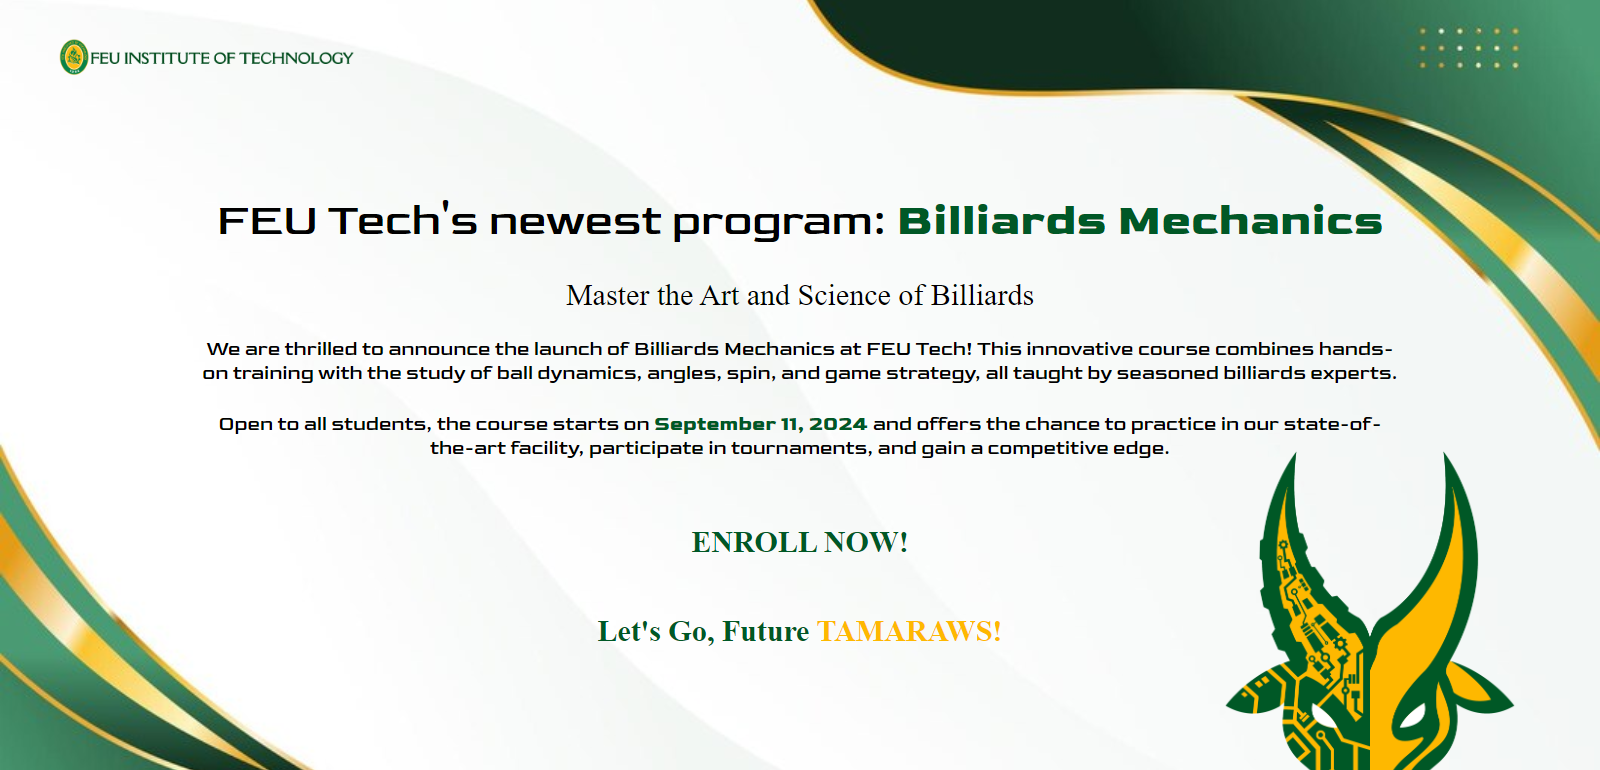 FEU INSTITUTE OF TECHNOLOGY
FEU Tech's newest program: Billiards Mechanics
Master the Art and Science of Billiards
We are thrilled to announce the launch of Billiards Mechanics at FEU Tech! This innovative course combines hands-
on training with the study of ball dynamics, angles, spin, and game strategy, all taught by seasoned billiards experts.
Open to all students, the course starts on September 11, 2024 and offers the chance to practice in our state-of-
the-art facility, participate in tournaments, and gain a competitive edge.
ENROLL NOW!
Let's Go, Future TAMARAWS!